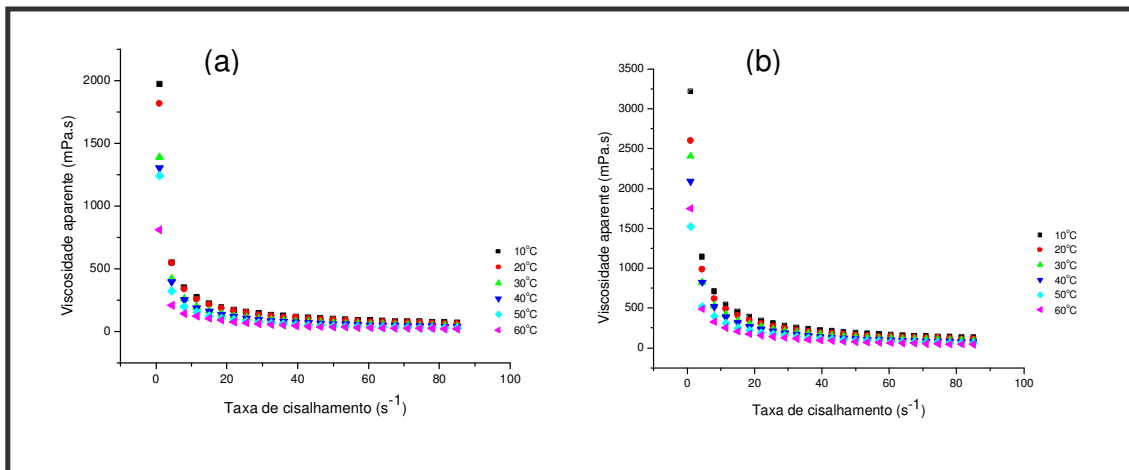 (a)
Viscosidade aparente (mPa.s)
2000
1500
1000
500
0
0 20 40 60 80 100
Taxa de cisalhamento (s⁻¹)
10°C
20°C
30°C
40°C
50°C
60°C
(b)
Viscosidade aparente (mPa.s)
3500
3000
2500
2000
1500
1000
500
0
0 20 40 60 80 100
Taxa de cisalhamento (s⁻¹)
10°C
20°C
30°C
40°C
50°C
60°C